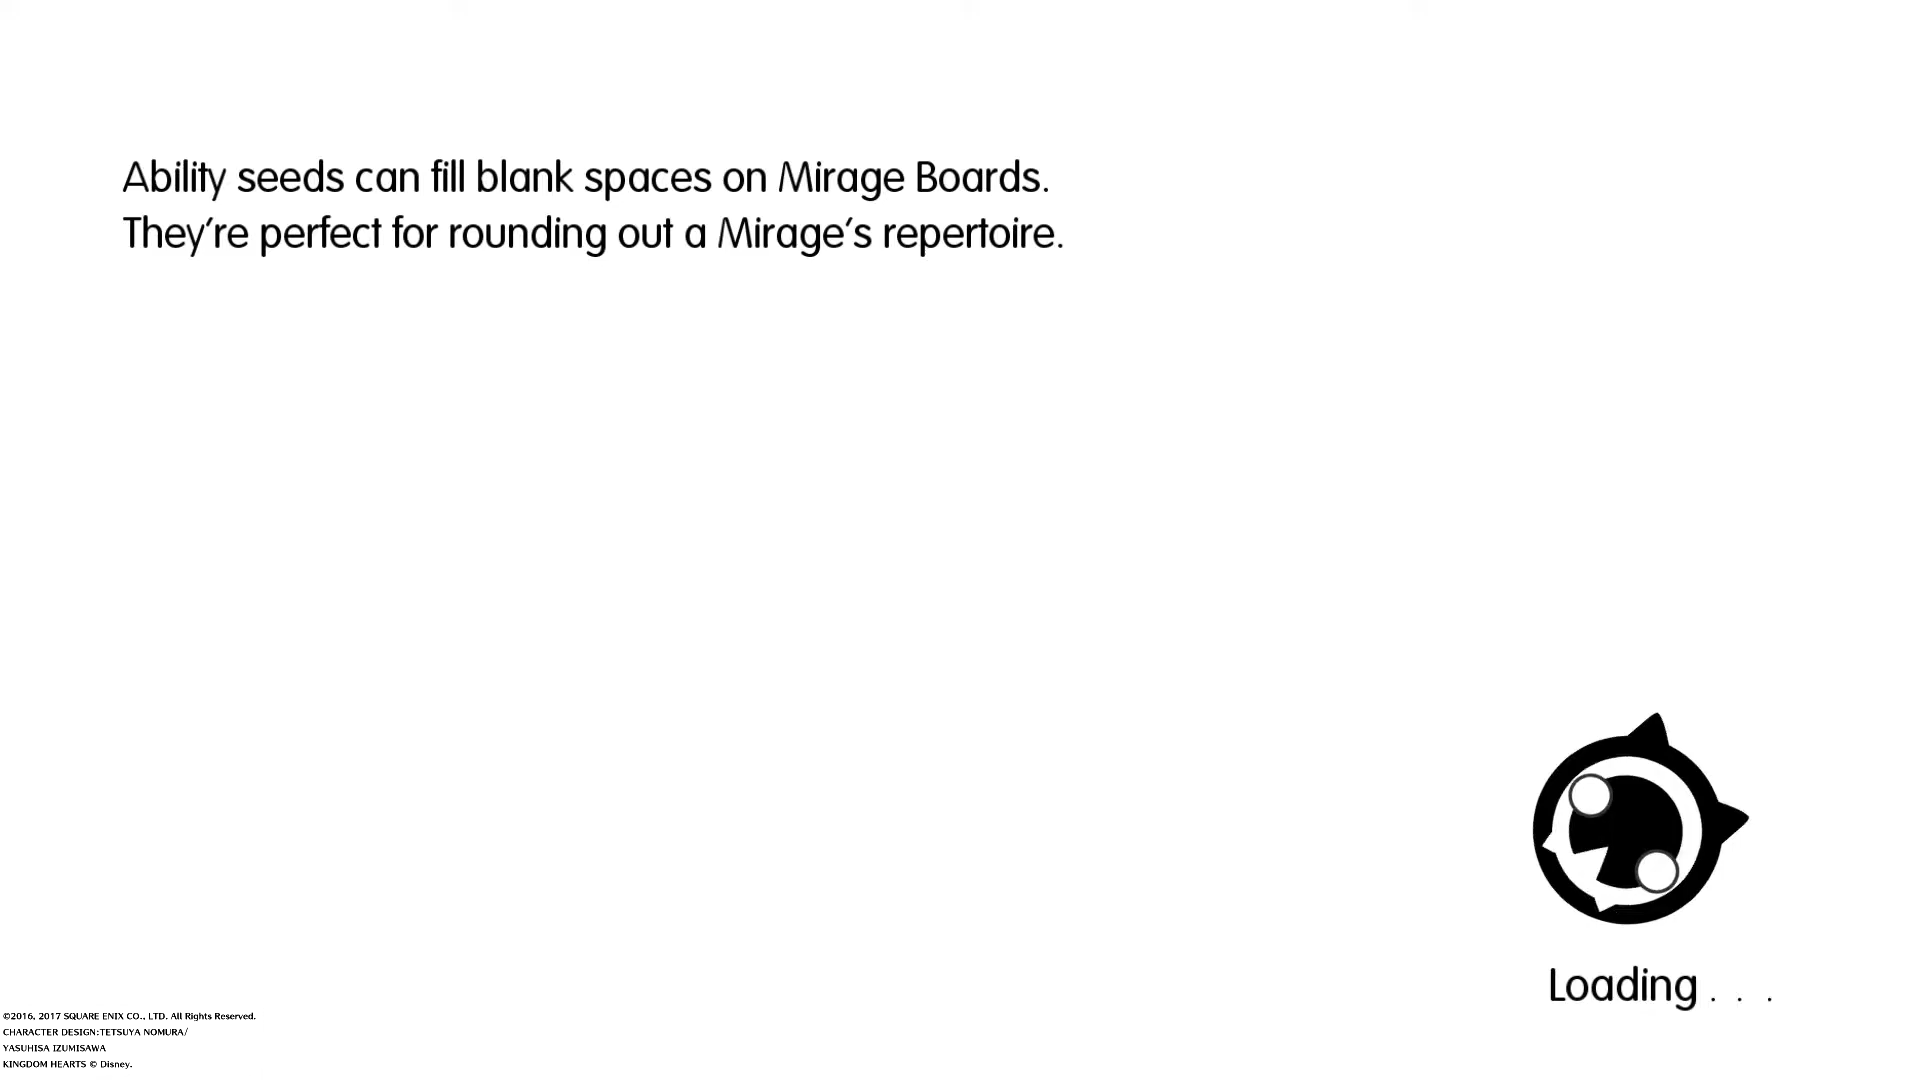 Ability seeds can fill blank spaces on Mirage Boards.
They're perfect for rounding out a Mirage's repertoire.
Loading . . .
©2016, 2017 SQUARE ENIX CO., LTD. All Rights Reserved.
CHARACTER DESIGN:TETSUYA NOMURA/
YASUHISA IZUMISAWA
KINGDOM HEARTS © Disney.